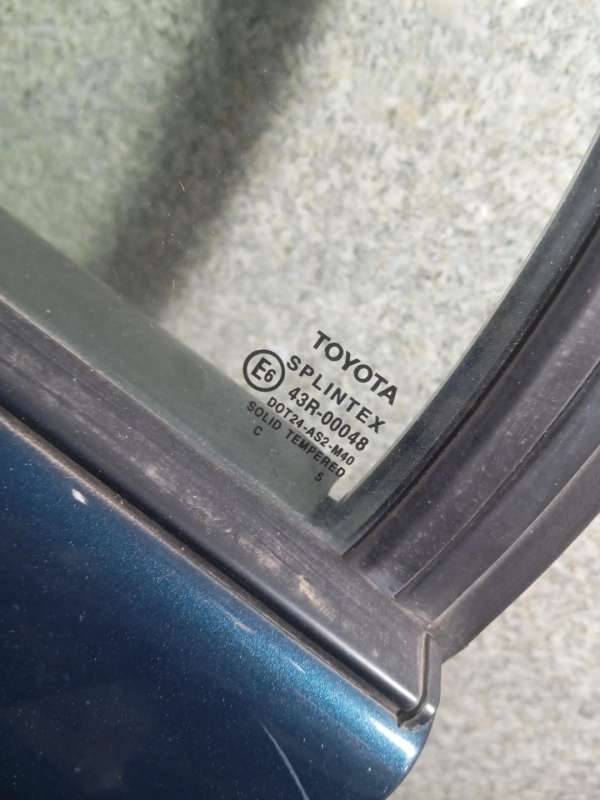 TOYOTA
SPLINTEX
E6 43R-00048
DOT24-AS2-M40
SOLID TEMPERED
C 5